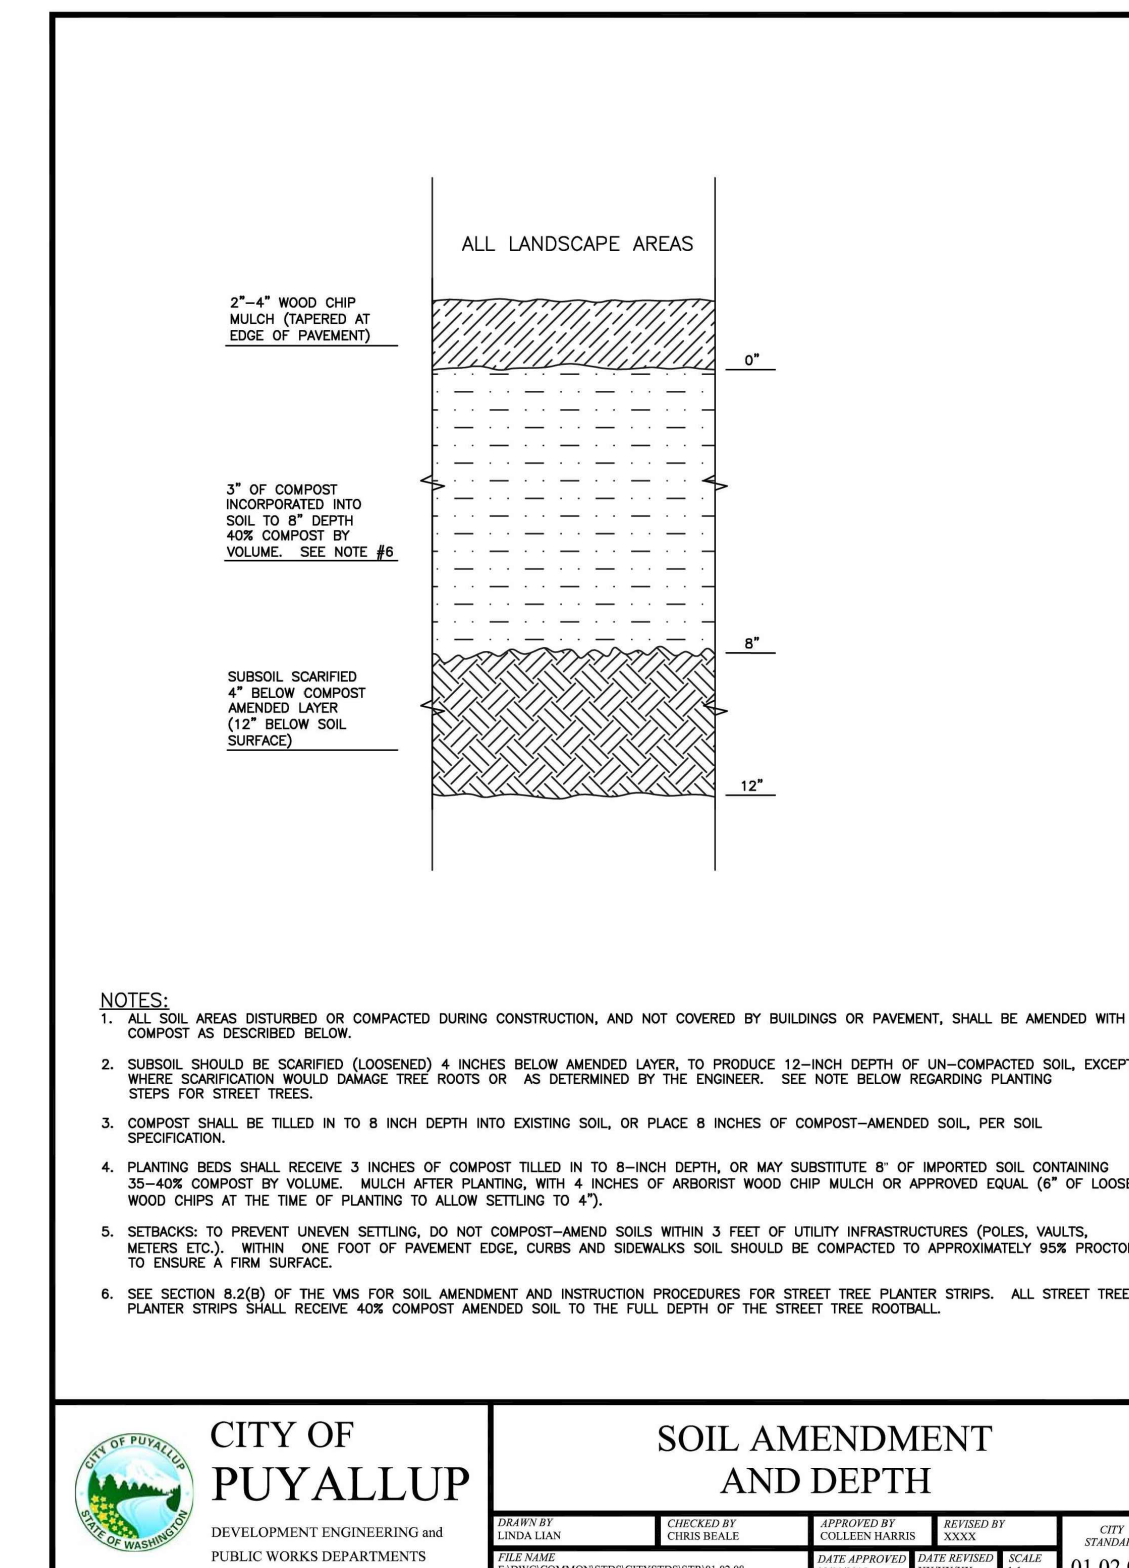 ALL LANDSCAPE AREAS
2"-4" WOOD CHIP
MULCH (TAPERED AT
EDGE OF PAVEMENT)
0"
3" OF COMPOST
INCORPORATED INTO
SOIL TO 8" DEPTH
40% COMPOST BY
VOLUME. SEE NOTE #6
8"
SUBSOIL SCARIFIED
4" BELOW COMPOST
AMENDED LAYER
(12" BELOW SOIL
SURFACE)
12"
NOTES:
1. ALL SOIL AREAS DISTURBED OR COMPACTED DURING CONSTRUCTION, AND NOT COVERED BY BUILDINGS OR PAVEMENT, SHALL BE AMENDED WITH
COMPOST AS DESCRIBED BELOW.
2. SUBSOIL SHOULD BE SCARIFIED (LOOSENED) 4 INCHES BELOW AMENDED LAYER, TO PRODUCE 12-INCH DEPTH OF UN-COMPACTED SOIL, EXCEPT
WHERE SCARIFICATION WOULD DAMAGE TREE ROOTS OR AS DETERMINED BY THE ENGINEER. SEE NOTE BELOW REGARDING PLANTING
STEPS FOR STREET TREES.
3. COMPOST SHALL BE TILLED IN TO 8 INCH DEPTH INTO EXISTING SOIL, OR PLACE 8 INCHES OF COMPOST-AMENDED SOIL, PER SOIL
SPECIFICATION.
4. PLANTING BEDS SHALL RECEIVE 3 INCHES OF COMPOST TILLED IN TO 8-INCH DEPTH, OR MAY SUBSTITUTE 8" OF IMPORTED SOIL CONTAINING
35-40% COMPOST BY VOLUME. MULCH AFTER PLANTING, WITH 4 INCHES OF ARBORIST WOOD CHIP MULCH OR APPROVED EQUAL (6" OF LOOSE
WOOD CHIPS AT THE TIME OF PLANTING TO ALLOW SETTLING TO 4").
5. SETBACKS: TO PREVENT UNEVEN SETTLING, DO NOT COMPOST-AMEND SOILS WITHIN 3 FEET OF UTILITY INFRASTRUCTURES (POLES, VAULTS,
METERS ETC.). WITHIN ONE FOOT OF PAVEMENT EDGE, CURBS AND SIDEWALKS SOIL SHOULD BE COMPACTED TO APPROXIMATELY 95% PROCTOR
TO ENSURE A FIRM SURFACE.
6. SEE SECTION 8.2(B) OF THE VMS FOR SOIL AMENDMENT AND INSTRUCTION PROCEDURES FOR STREET TREE PLANTER STRIPS. ALL STREET TREE
PLANTER STRIPS SHALL RECEIVE 40% COMPOST AMENDED SOIL TO THE FULL DEPTH OF THE STREET TREE ROOTBALL.
CITY OF PUYALLUP
STATE OF WASHINGTON
CITY OF
PUYALLUP
DEVELOPMENT ENGINEERING and
PUBLIC WORKS DEPARTMENTS
SOIL AMENDMENT
AND DEPTH
DRAWN BY
LINDA LIAN
CHECKED BY
CHRIS BEALE
APPROVED BY
COLLEEN HARRIS
REVISED BY
XXXX
CITY
FILE NAME
DATE APPROVED
DATE REVISED
SCALE